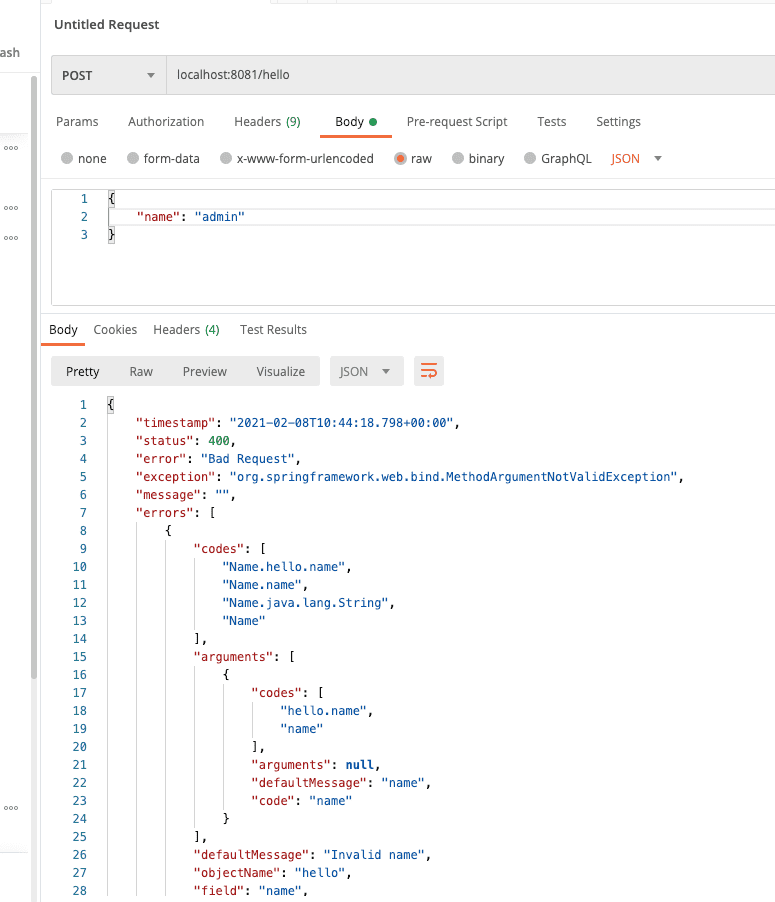 Untitled Request
ash
POST localhost:8081/hello
Params Authorization Headers (9) Body Pre-request Script Tests Settings
none form-data x-www-form-urlencoded raw binary GraphQL JSON
1 {
2 "name": "admin"
3 }
Body Cookies Headers (4) Test Results
Pretty Raw Preview Visualize JSON
1 {
2 "timestamp": "2021-02-08T10:44:18.798+00:00",
3 "status": 400,
4 "error": "Bad Request",
5 "exception": "org.springframework.web.bind.MethodArgumentNotValidException",
6 "message": "",
7 "errors": [
8 {
9 "codes": [
10 "Name.hello.name",
11 "Name.name",
12 "Name.java.lang.String",
13 "Name"
14 ],
15 "arguments": [
16 {
17 "codes": [
18 "hello.name",
19 "name"
20 ],
21 "arguments": null,
22 "defaultMessage": "name",
23 "code": "name"
24 }
25 ],
26 "defaultMessage": "Invalid name",
27 "objectName": "hello",
28 "field": "name",